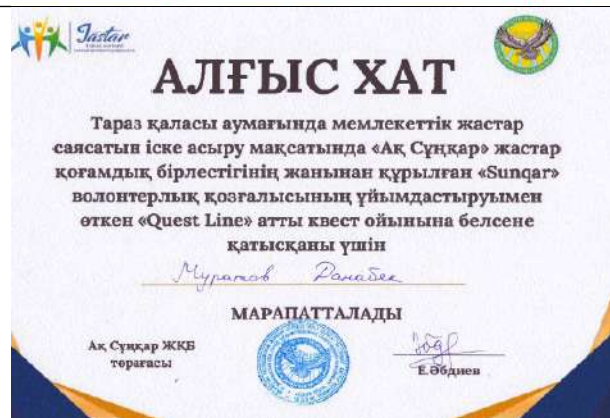 Jastar
АЛҒЫС ХАТ
Тараз қаласы аумағында мемлекеттік жастар
саясатын іске асыру мақсатында «Ақ Сұңқар» жастар
қоғамдық бірлестігінің жанынан құрылған «Sunqar»
волонтерлық қозғалысының ұйымдастыруымен
өткен «Quest Line» атты квест ойынына белсене
қатысқаны үшін
Муратов Данабек
МАРАПАТТАЛАДЫ
Ақ Сұңқар ЖҚБ
төрағасы
Е.Әбдиев